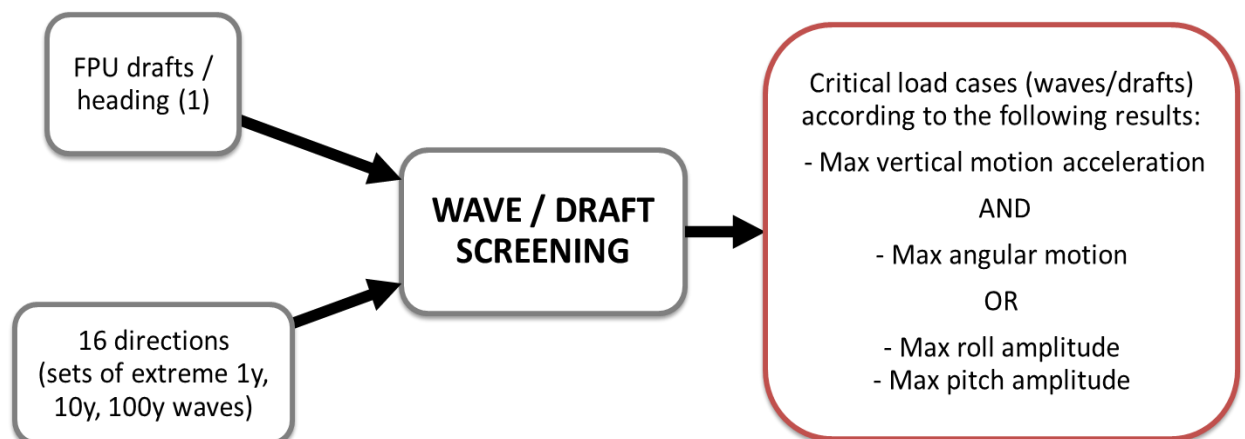 FPU drafts /
heading (1)
16 directions
(sets of extreme 1y,
10y, 100y waves)
WAVE / DRAFT
SCREENING
Critical load cases (waves/drafts)
according to the following results:
- Max vertical motion acceleration
AND
- Max angular motion
OR
- Max roll amplitude
- Max pitch amplitude